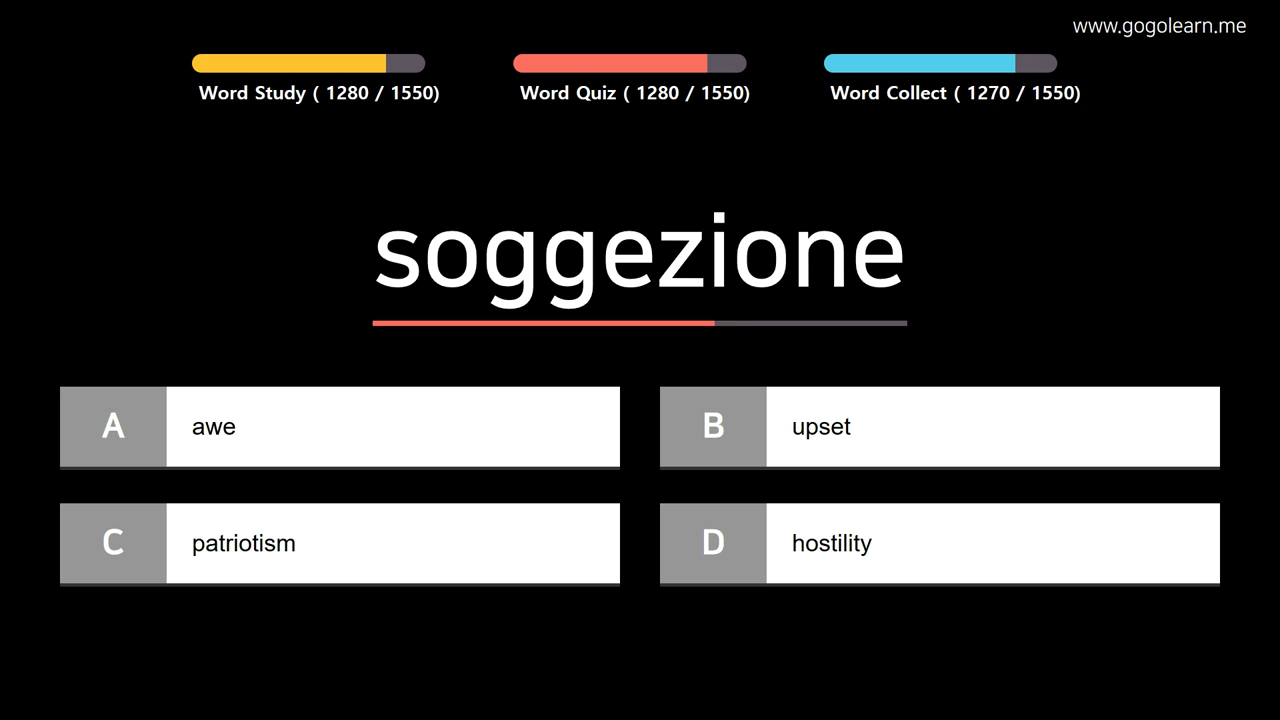 www.gogolearn.me
Word Study ( 1280 / 1550)
Word Quiz ( 1280 / 1550)
Word Collect ( 1270 / 1550)
soggezione
A awe
B upset
C patriotism
D hostility